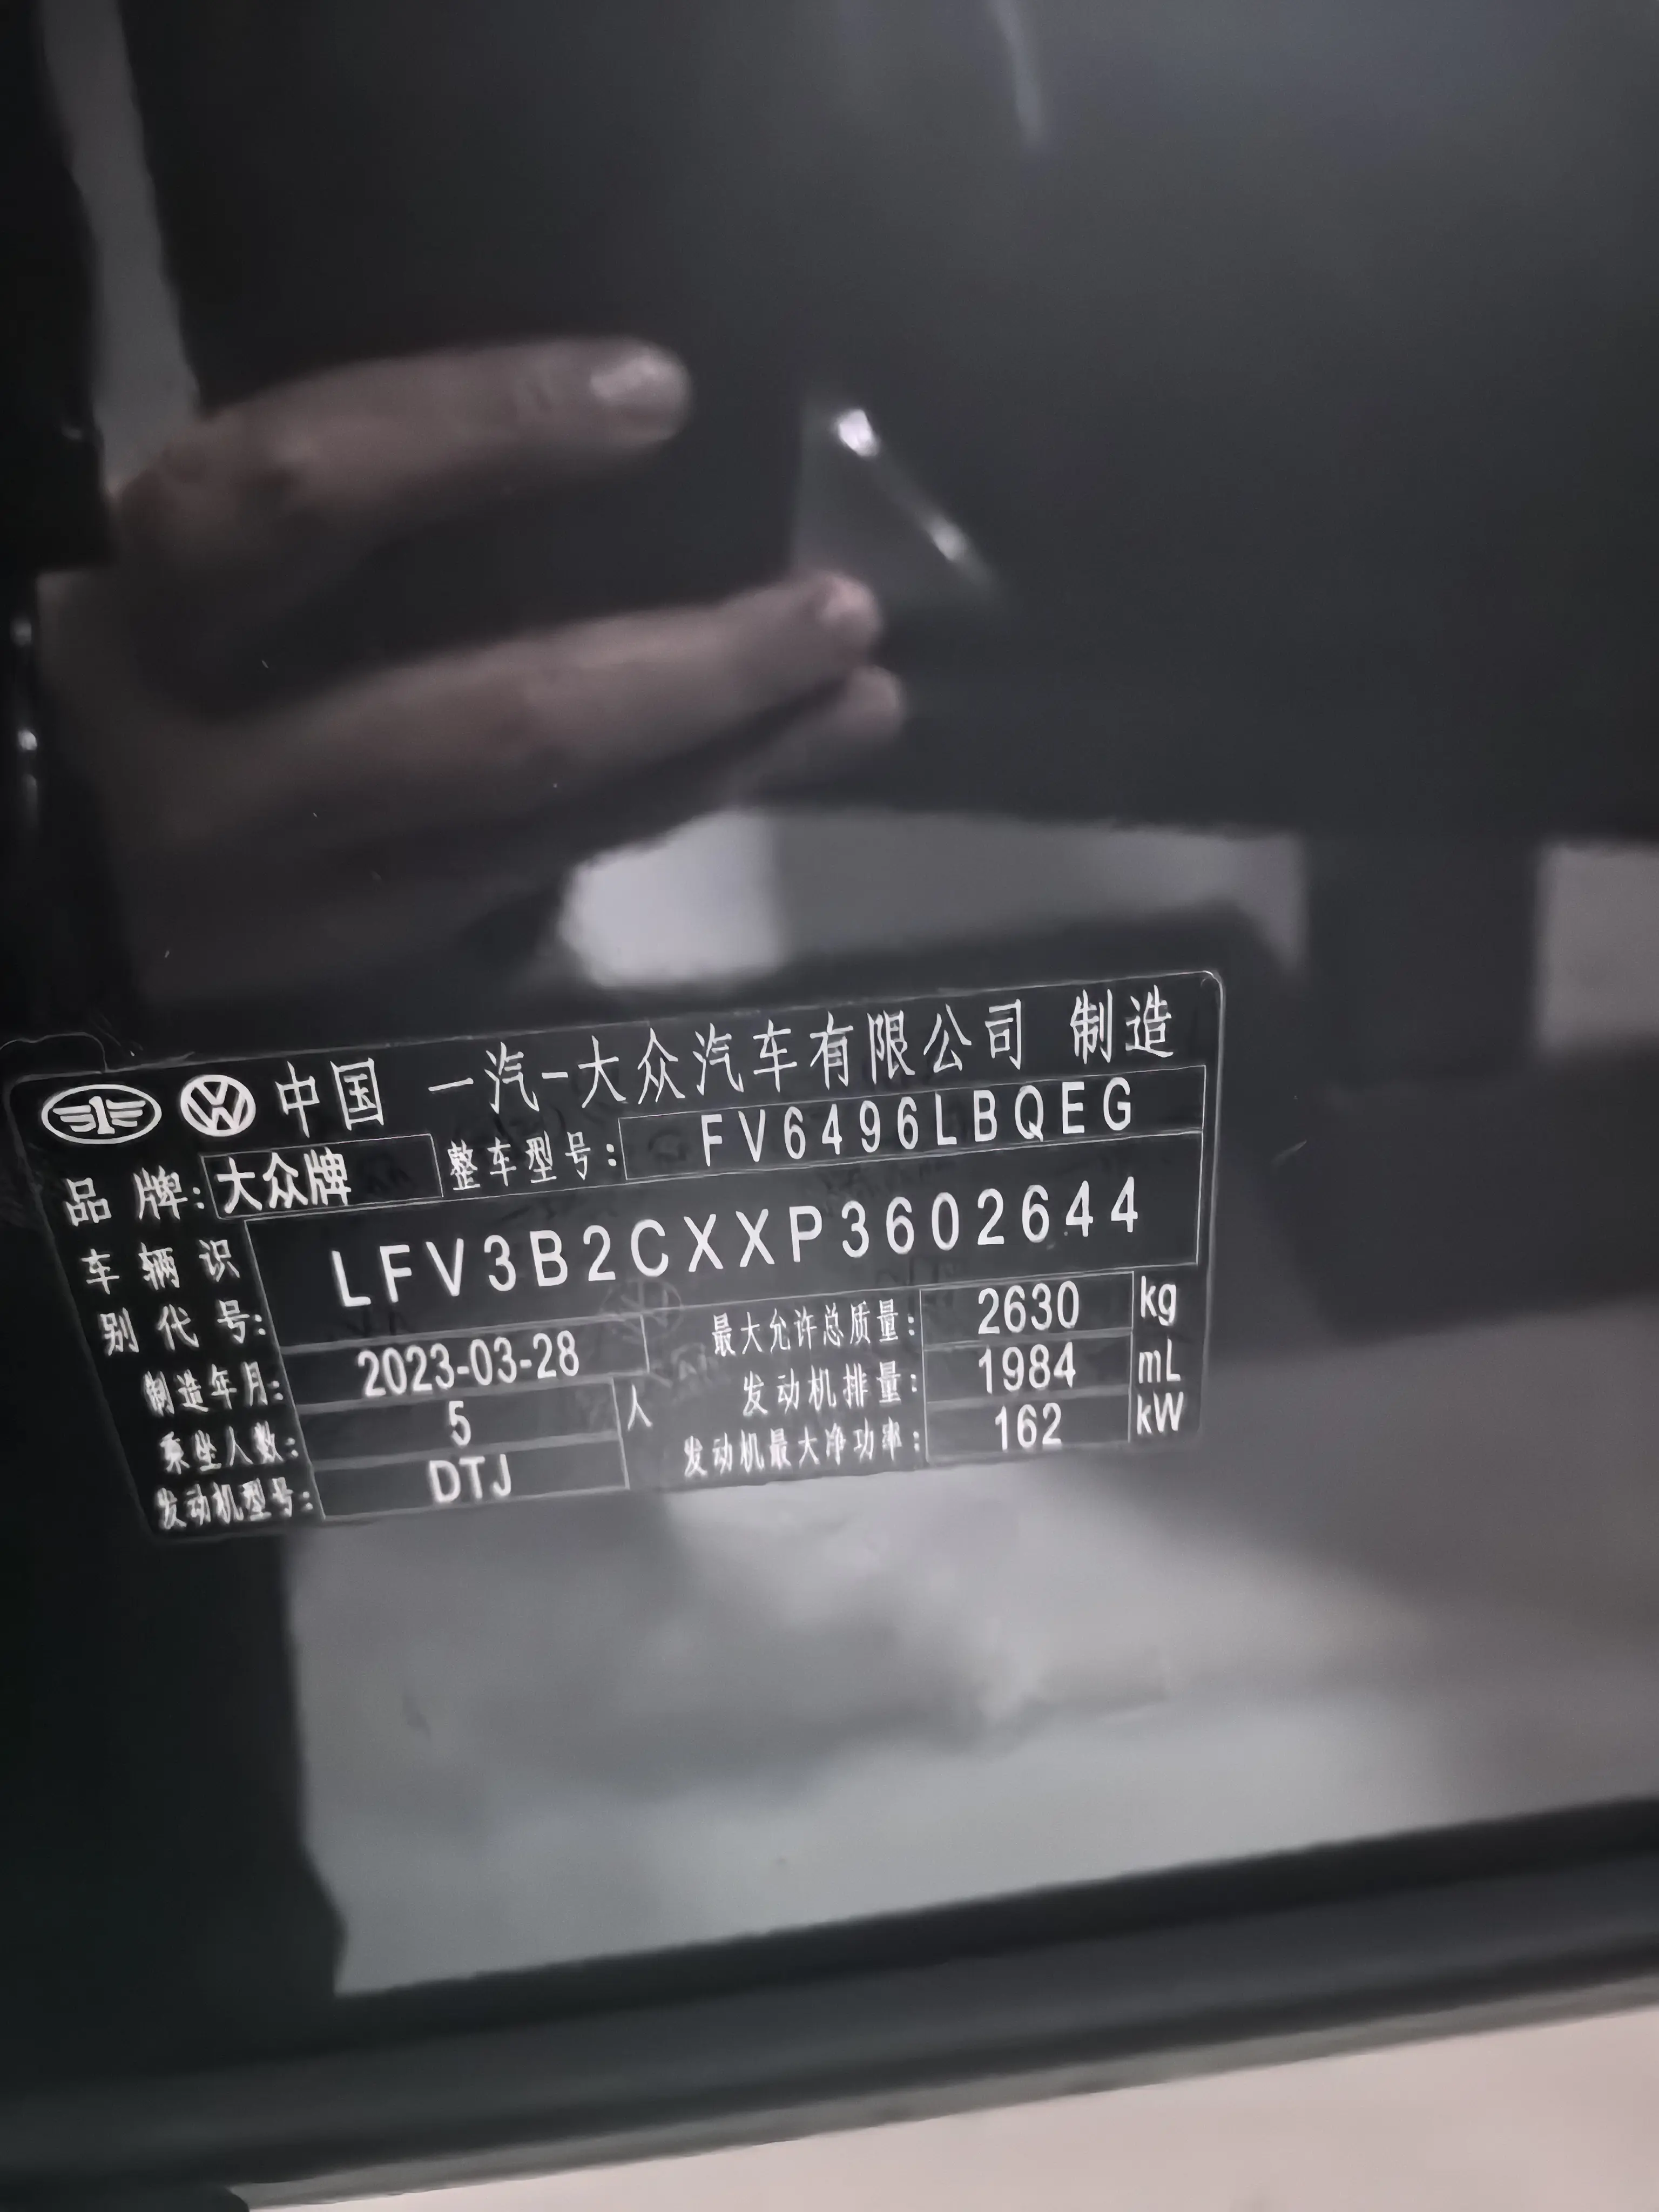 中国 一汽-大众汽车有限公司 制造
品牌: 大众牌 整车型号: FV6496LBQEG
车辆识别代号: LFV3B2CXXP3602644
制造年月: 2023-03-28 最大允许总质量: 2630 kg
乘坐人数: 5 人 发动机排量: 1984 mL
发动机型号: DTJ 发动机最大净功率: 162 kW